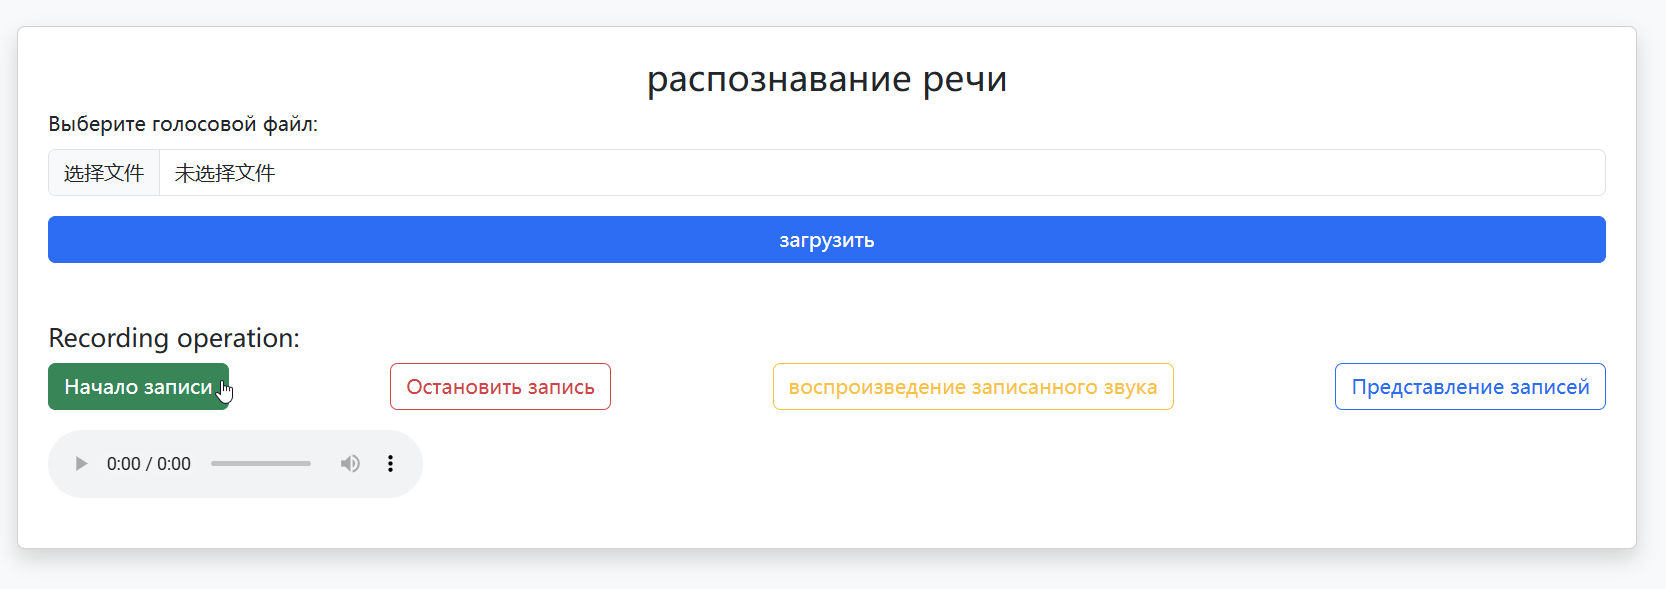 распознавание речи
Выберите голосовой файл:
选择文件 未选择文件
загрузить
Recording operation:
Начало записи Остановить запись воспроизведение записанного звука Представление записей
0:00 / 0:00